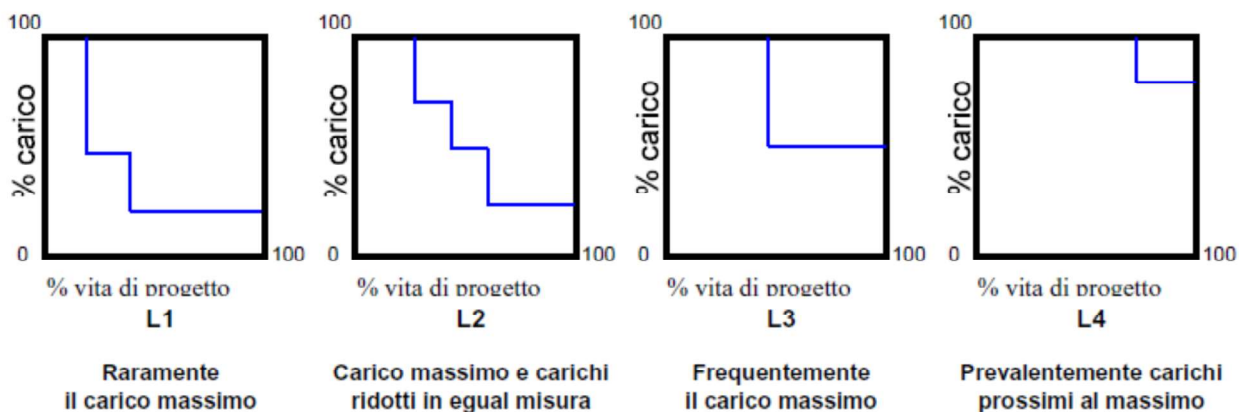 100
% carico
0
100
% vita di progetto
L1
Raramente
il carico massimo
100
% carico
0
100
% vita di progetto
L2
Carico massimo e carichi
ridotti in egual misura
100
% carico
0
100
% vita di progetto
L3
Frequentemente
il carico massimo
100
% carico
0
100
% vita di progetto
L4
Prevalentemente carichi
prossimi al massimo